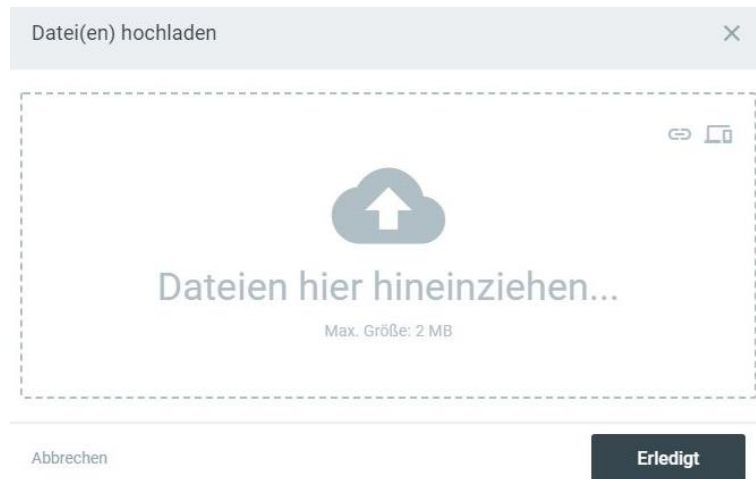 Datei(en) hochladen
Dateien hier hineinziehen...
Max. Größe: 2 MB
Abbrechen
Erledigt